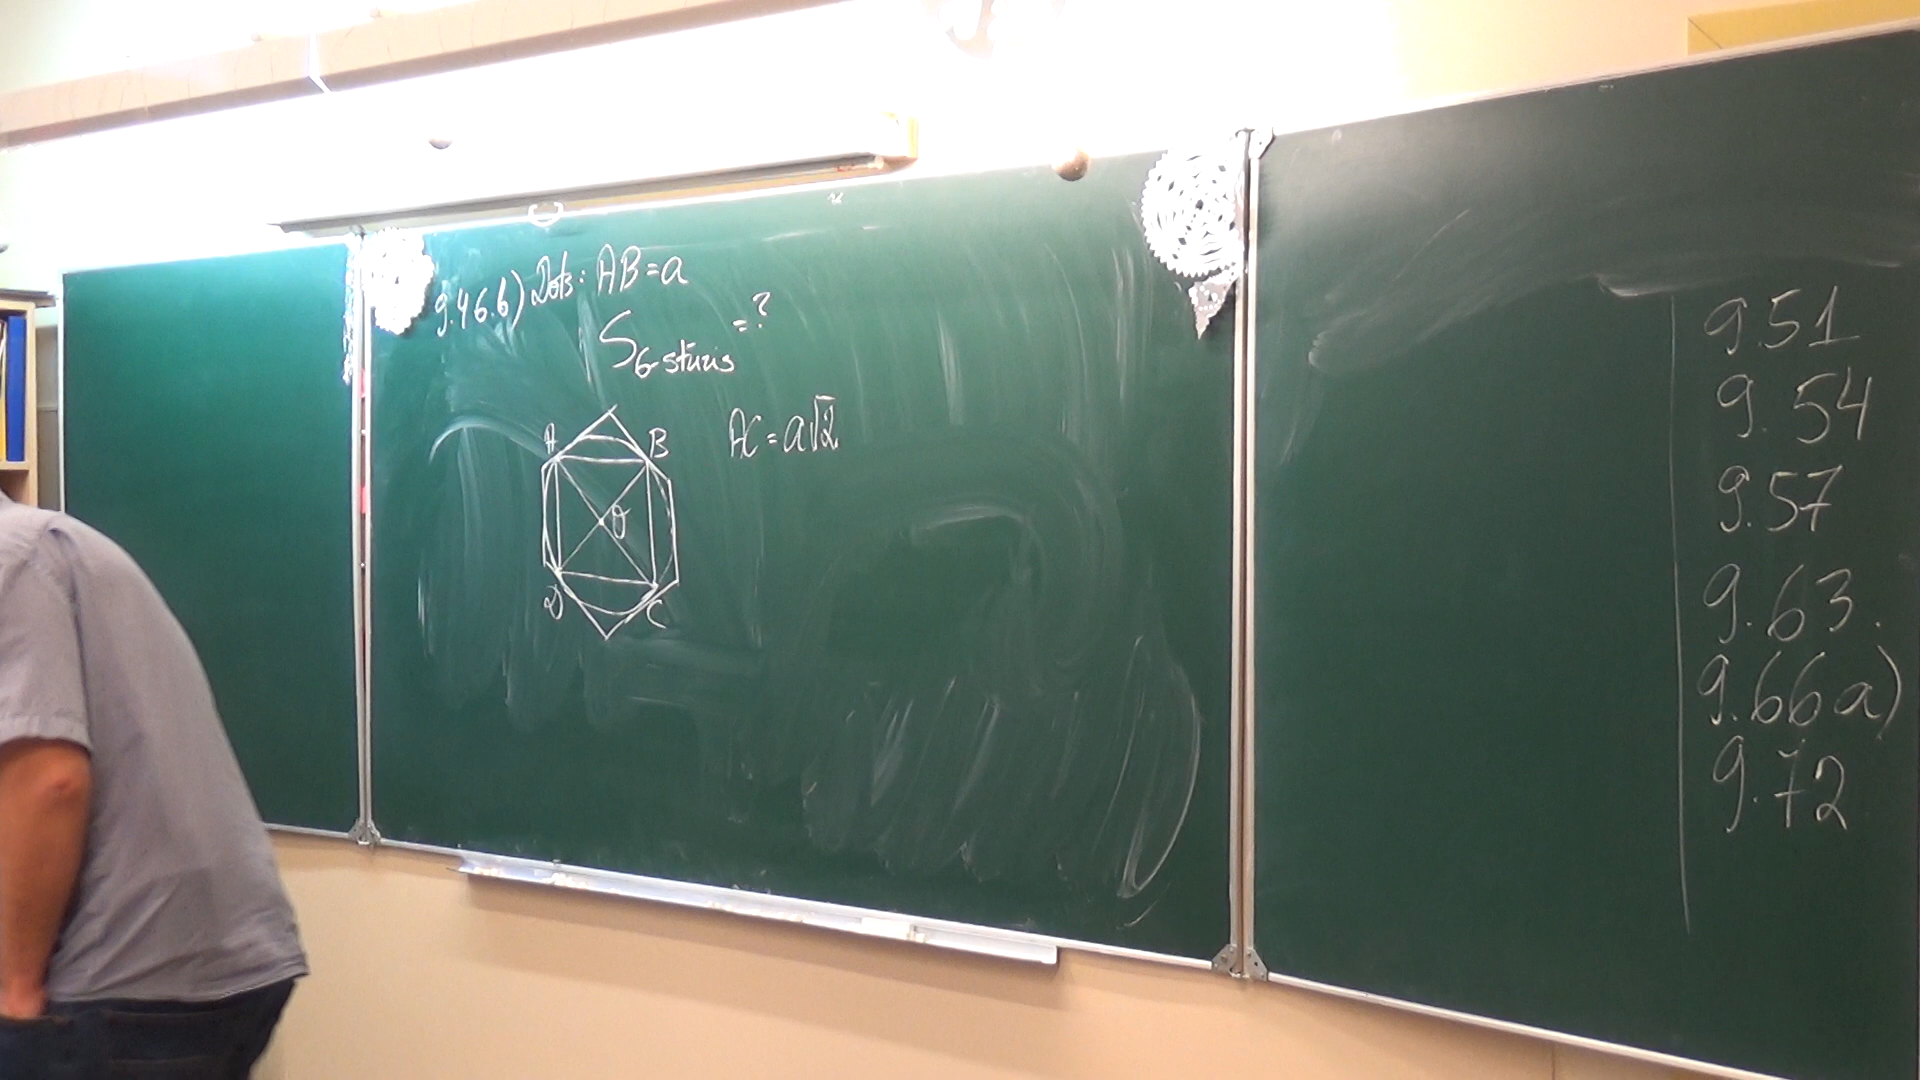 9.46.b) Dots: AB=a
S6-stūris =?
AC=a√2
A
B
O
D
C
9.51
9.54
9.57
9.63.
9.66a)
9.72